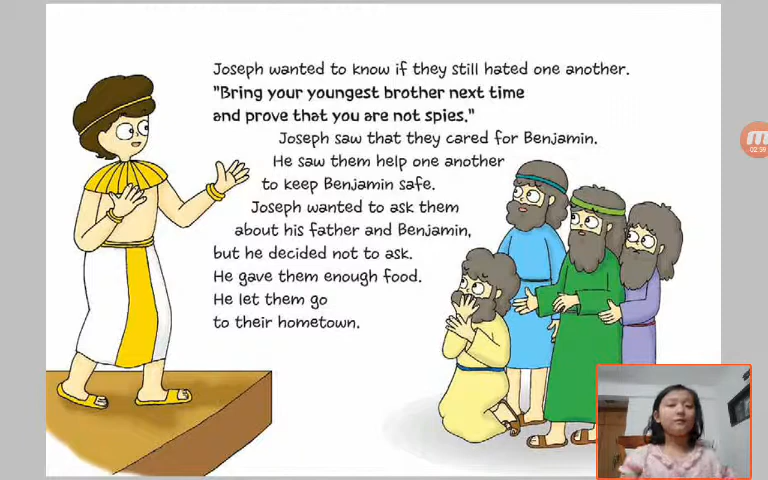 Joseph wanted to know if they still hated one another.
"Bring your youngest brother next time
and prove that you are not spies."
Joseph saw that they cared for Benjamin.
He saw them help one another
to keep Benjamin safe.
Joseph wanted to ask them
about his father and Benjamin,
but he decided not to ask.
He gave them enough food.
He let them go
to their hometown.
02:59